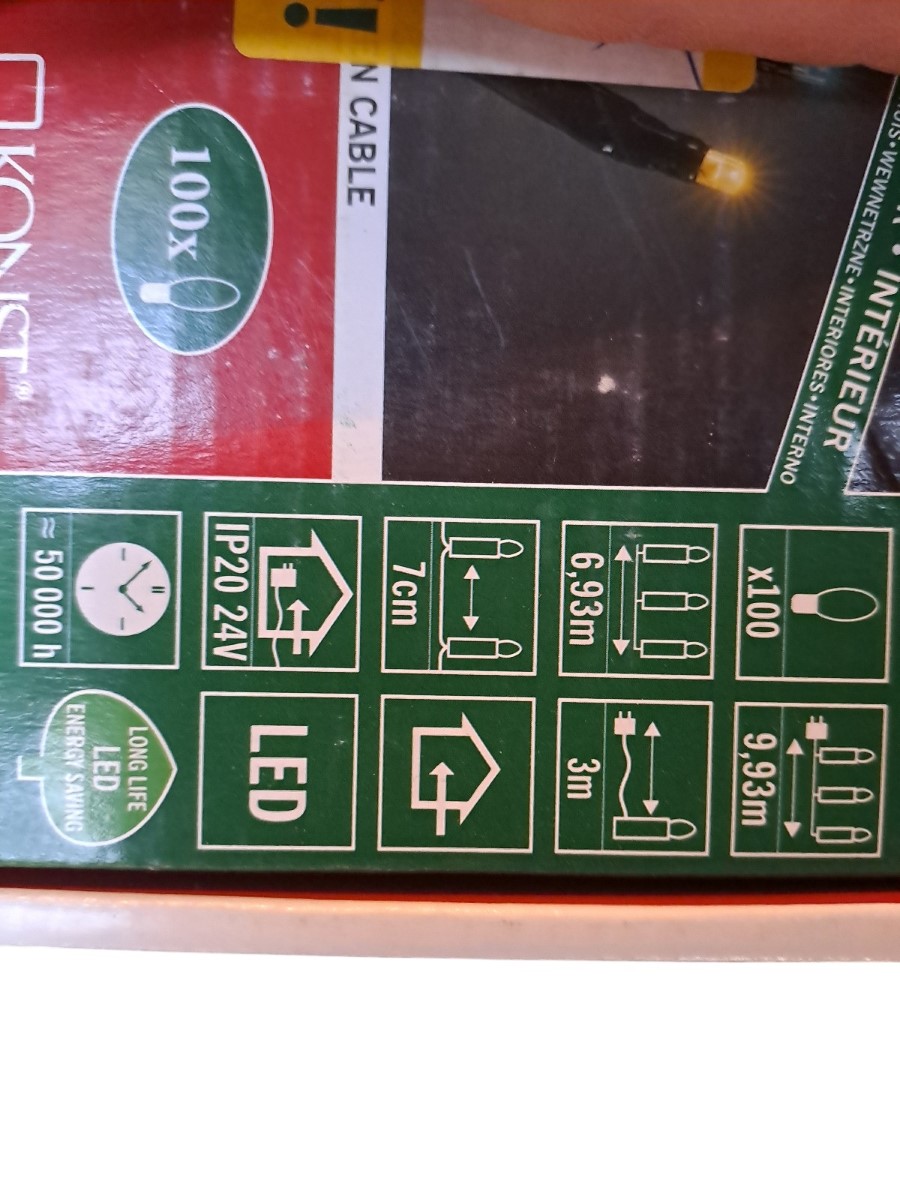 N CABLE
100x
KONST®
INTÉRIEUR
WEWNETRZNE • INTERIORES • INTERNO
x100
6,93m
7cm
IP20 24V
≈ 50 000 h
9,93m
3m
LED
LONG LIFE
LED
ENERGY SAVING